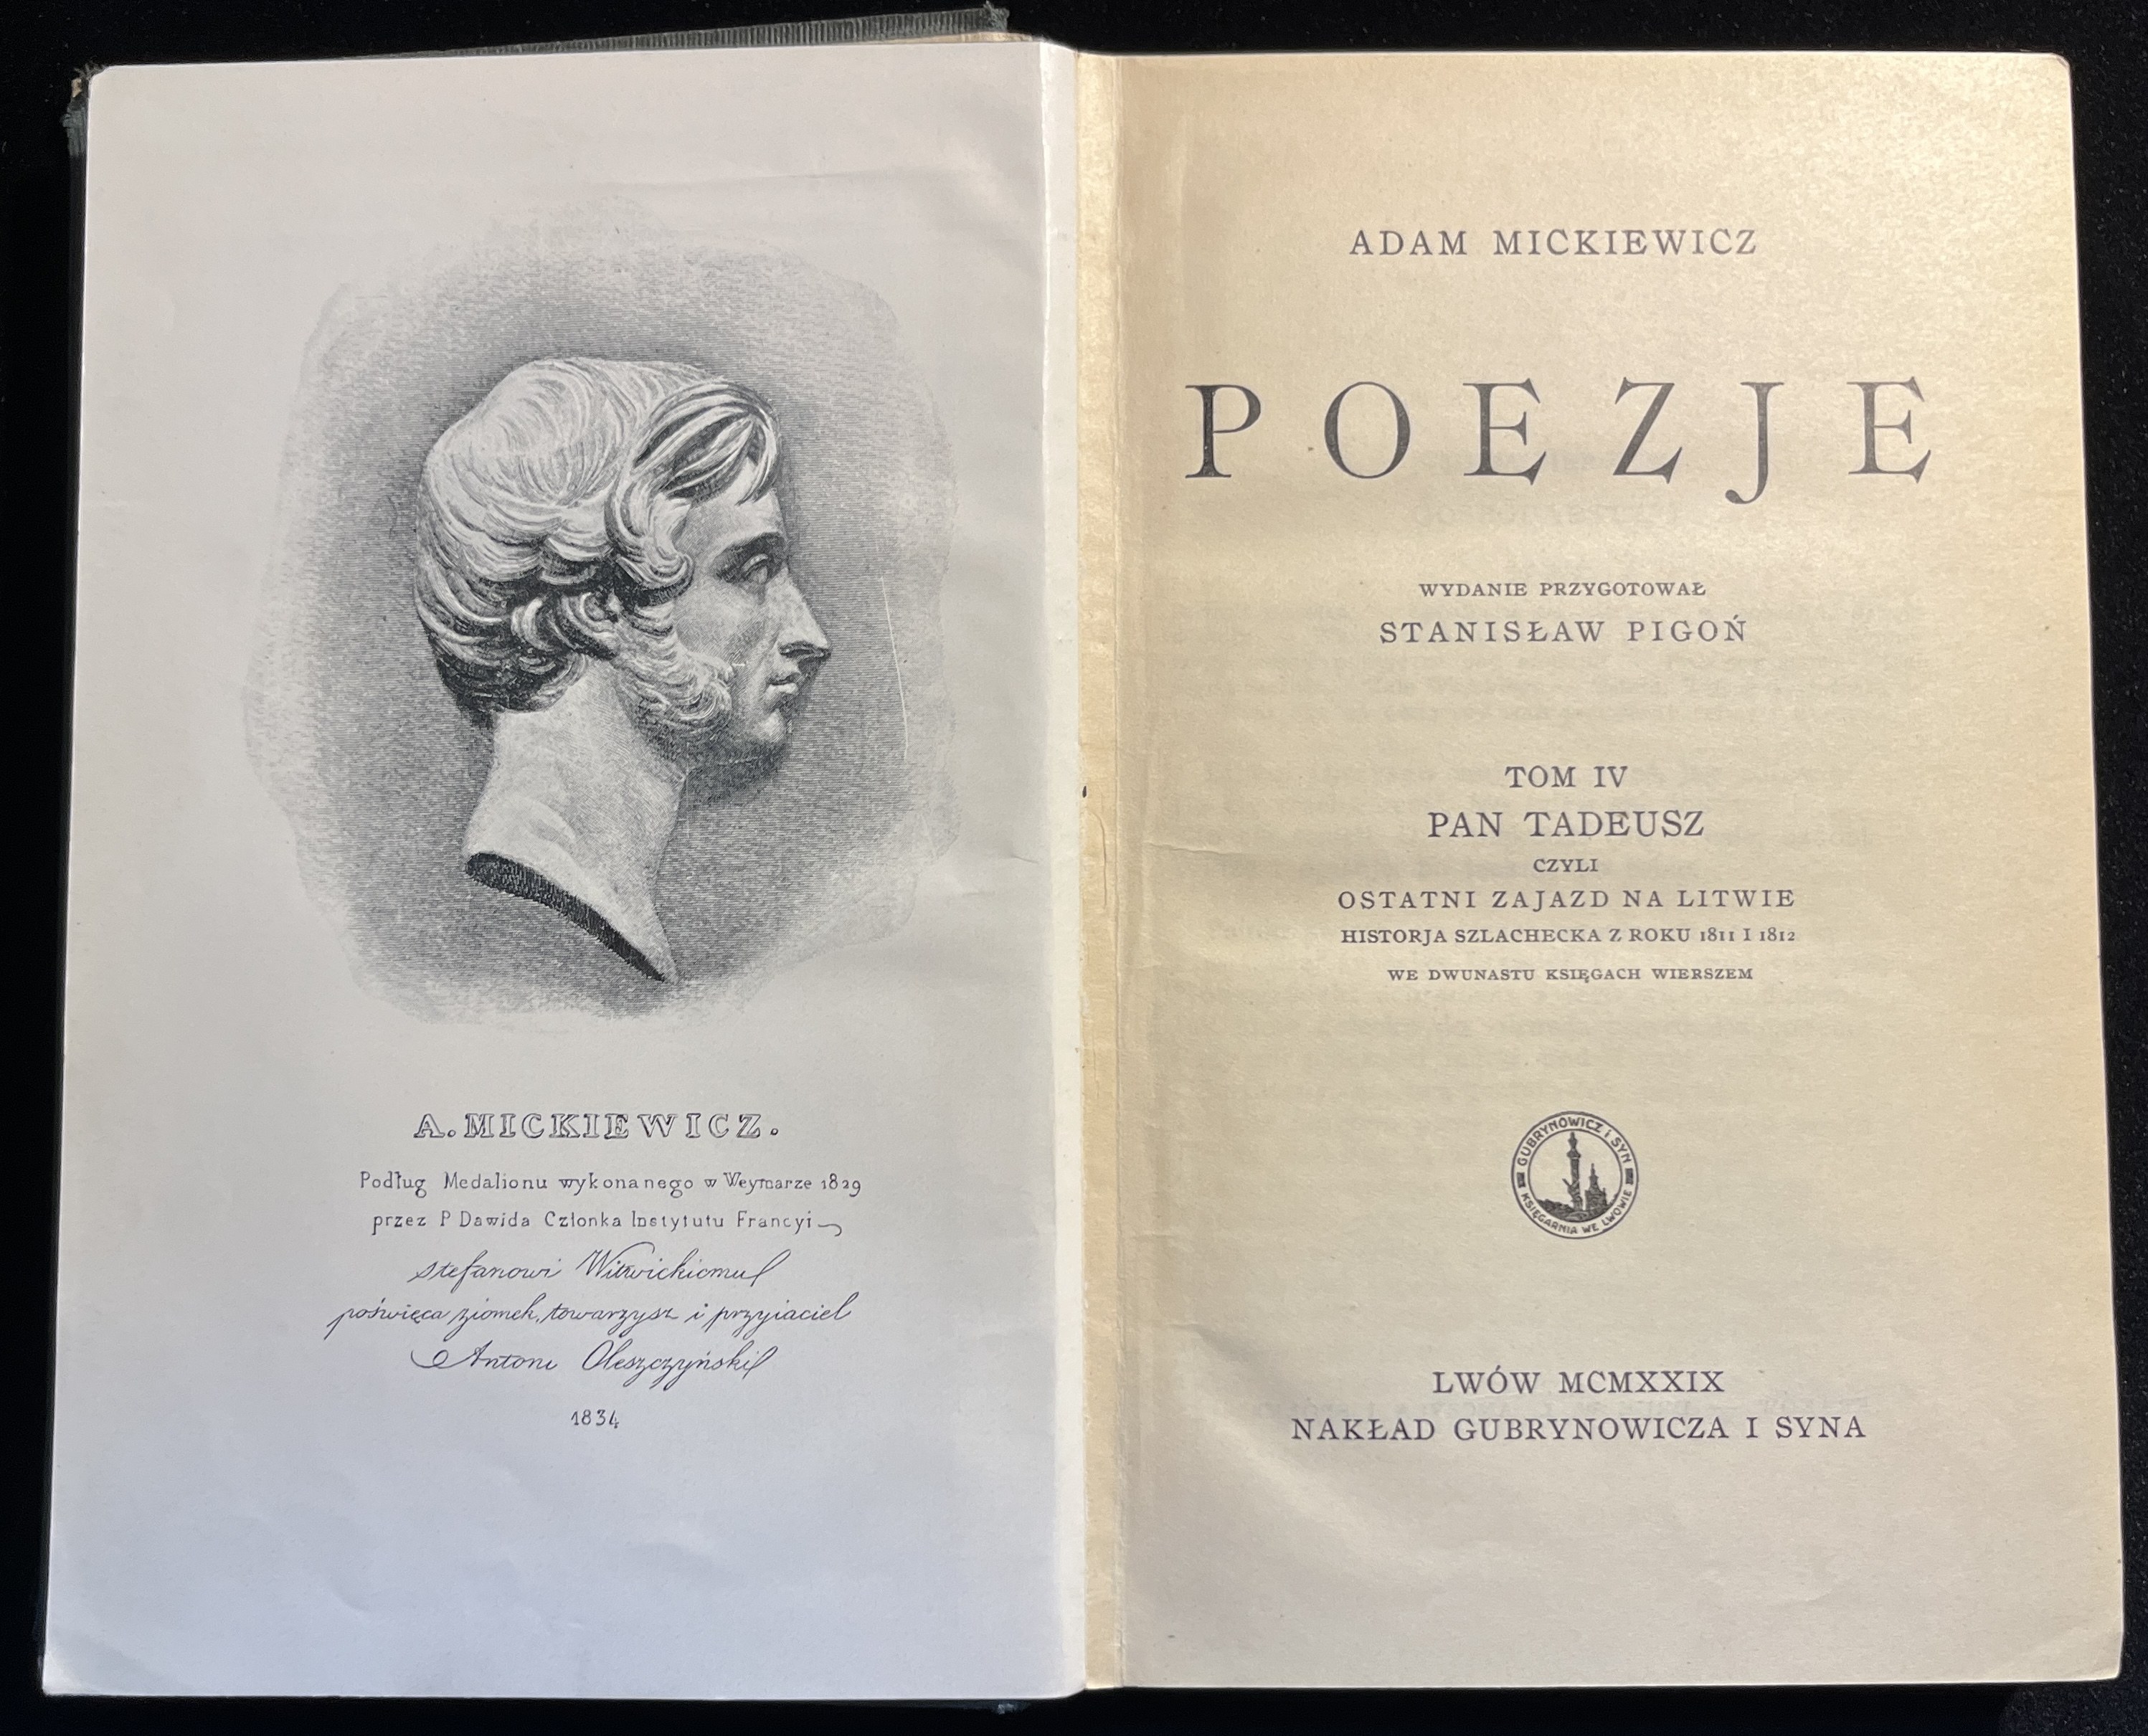 A. MICKIEWICZ.
Podług Medalionu wykonanego w Weymarze 1829
przez P Dawida Członka Instytutu Francyi
Stefanowi Witwickiemu
poświęca ziomek, towarzysz i przyiaciel
Antoni Oleszczyński
1834
ADAM MICKIEWICZ
POEZJE
WYDANIE PRZYGOTOWAŁ
STANISŁAW PIGOŃ
TOM IV
PAN TADEUSZ
CZYLI
OSTATNI ZAJAZD NA LITWIE
HISTORJA SZLACHECKA Z ROKU 1811 I 1812
WE DWUNASTU KSIĘGACH WIERSZEM
GUBRYNOWICZ i SYN
KSIĘGARNIA WE LWOWIE
LWÓW MCMXXIX
NAKŁAD GUBRYNOWICZA I SYNA